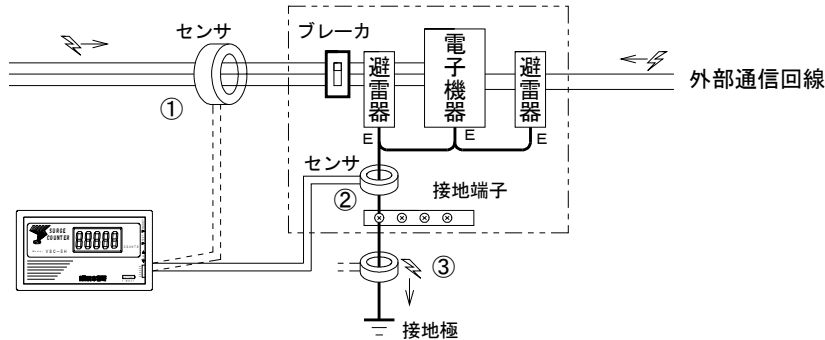 センサ
ブレーカ
避雷器
電子機器
避雷器
外部通信回線
①
E
E
E
センサ
②
接地端子
SURGE
COUNTER
00000
③
接地極